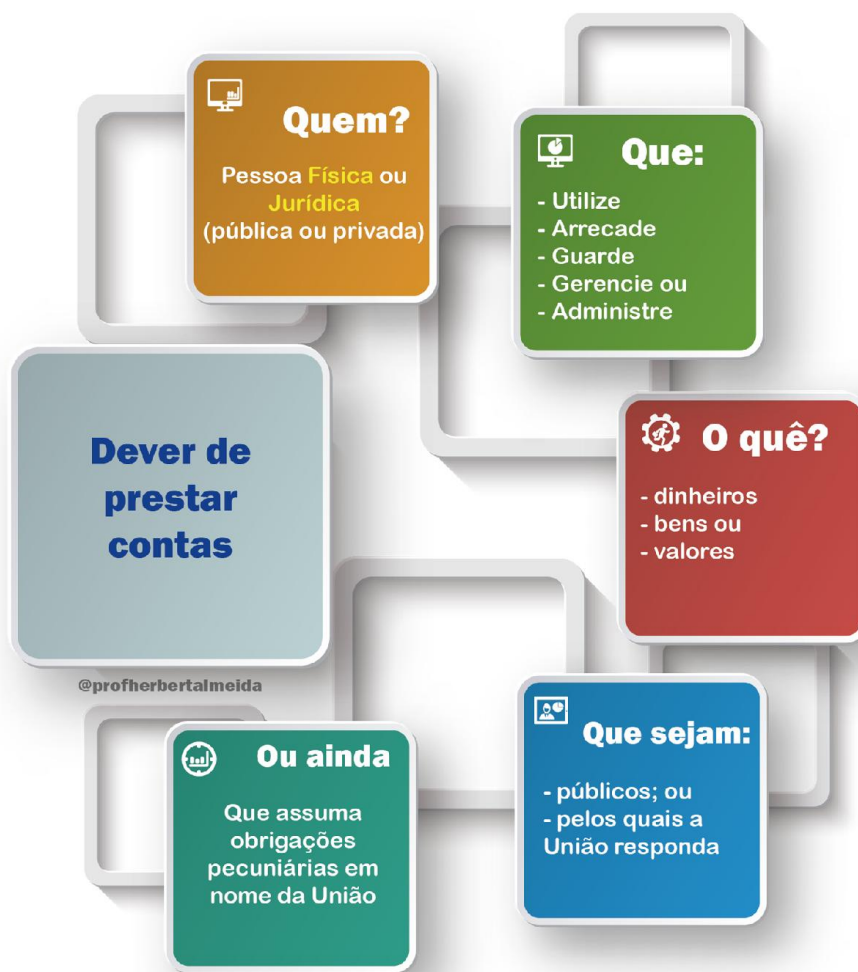 Quem?
Pessoa Física ou
Jurídica
(pública ou privada)
Que:
- Utilize
- Arrecade
- Guarde
- Gerencie ou
- Administre
Dever de
prestar
contas
O quê?
- dinheiros
- bens ou
- valores
@profherbertalmeida
Que sejam:
- públicos; ou
- pelos quais a
União responda
Ou ainda
Que assuma
obrigações
pecuniárias em
nome da União